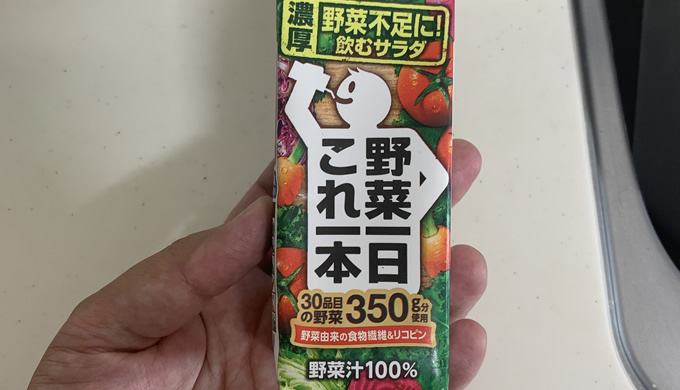 濃厚
野菜不足に!
飲むサラダ
野菜一日
これ一本
30品目
の野菜
350g分
使用
野菜由来の食物繊維&リコピン
野菜汁100%